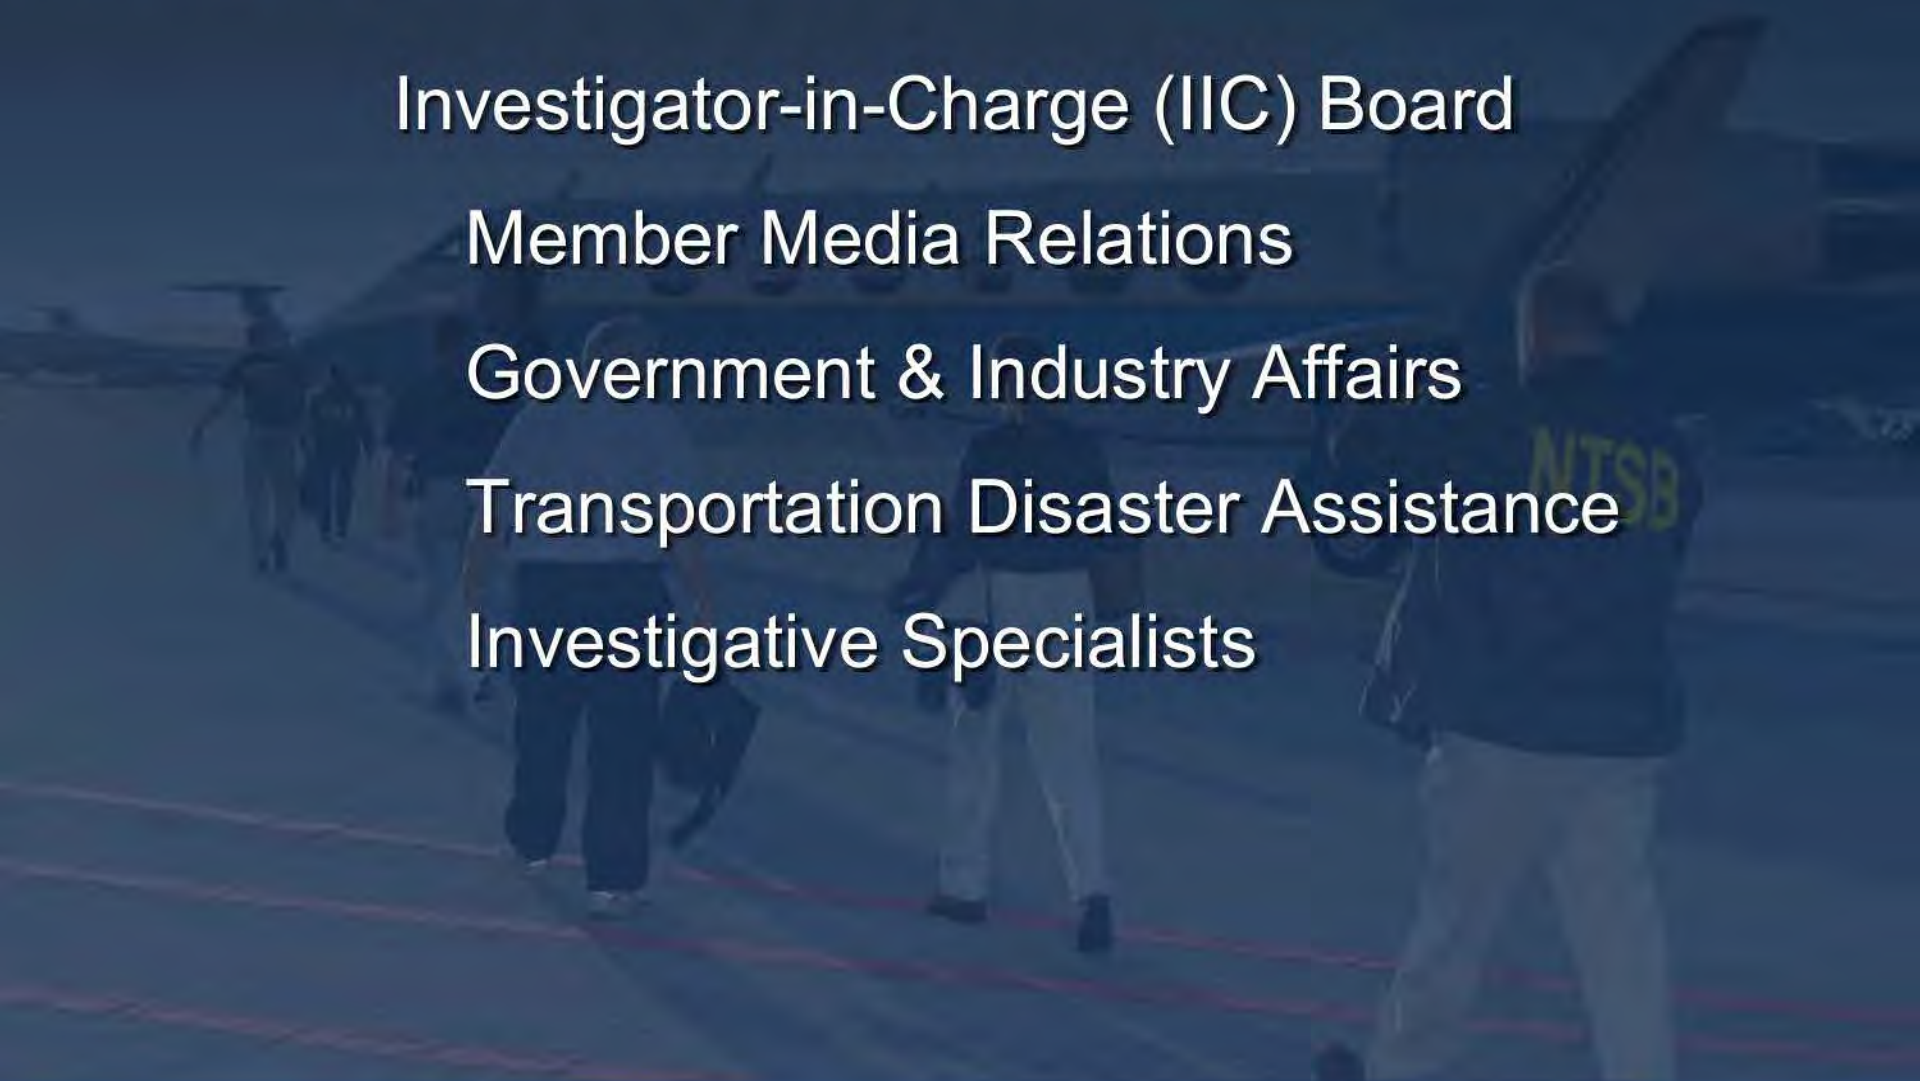 Investigator-in-Charge (IIC) Board
Member Media Relations
Government & Industry Affairs
Transportation Disaster Assistance
Investigative Specialists
NTSB